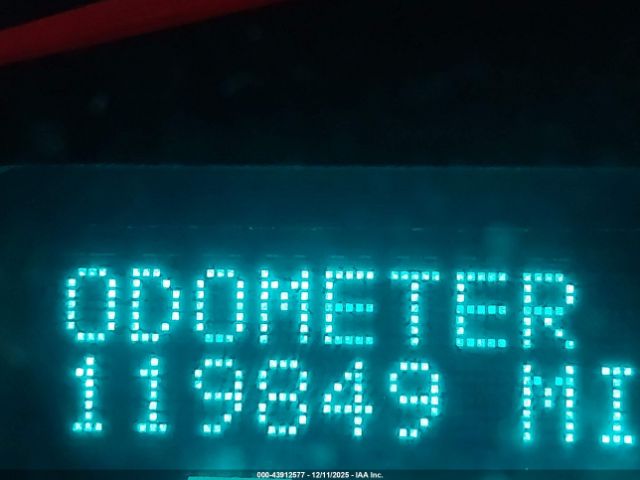 ODOMETER
119849 MI
000-43912577 - 12/11/2025 - IAA Inc.